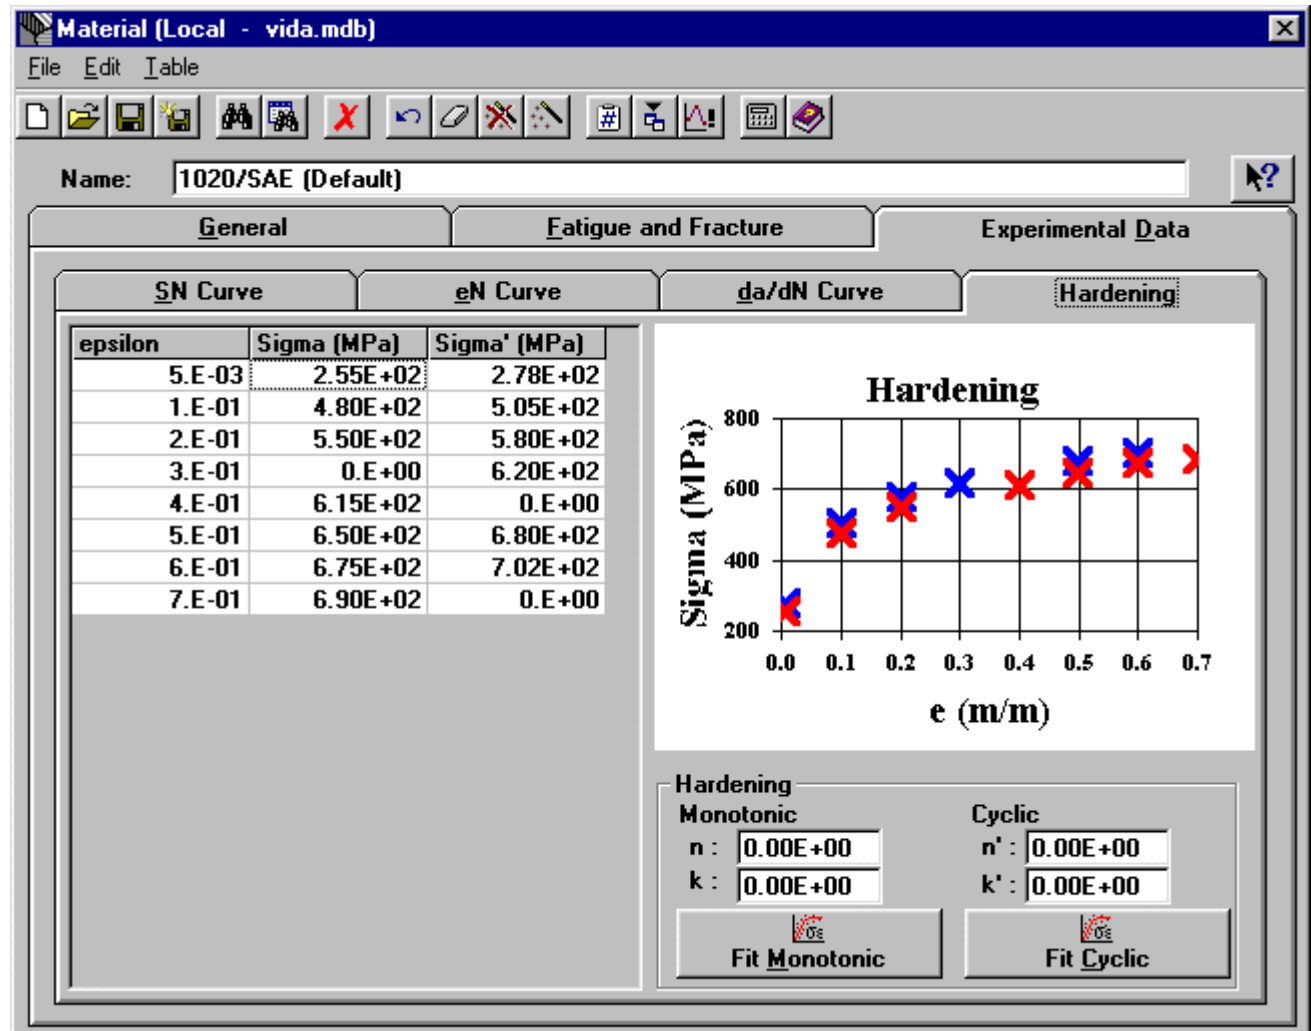 Material (Local - vida.mdb)
File Edit Table
Name: 1020/SAE (Default)
General Fatigue and Fracture Experimental Data
SN Curve eN Curve da/dN Curve Hardening
epsilon Sigma (MPa) Sigma' (MPa)
5.E-03 2.55E+02 2.78E+02
1.E-01 4.80E+02 5.05E+02
2.E-01 5.50E+02 5.80E+02
3.E-01 0.E+00 6.20E+02
4.E-01 6.15E+02 0.E+00
5.E-01 6.50E+02 6.80E+02
6.E-01 6.75E+02 7.02E+02
7.E-01 6.90E+02 0.E+00
Hardening
Sigma (MPa)
800
600
400
200
0.0 0.1 0.2 0.3 0.4 0.5 0.6 0.7
e (m/m)
Hardening
Monotonic Cyclic
n : 0.00E+00 n' : 0.00E+00
k : 0.00E+00 k' : 0.00E+00
σε σε
Fit Monotonic Fit Cyclic